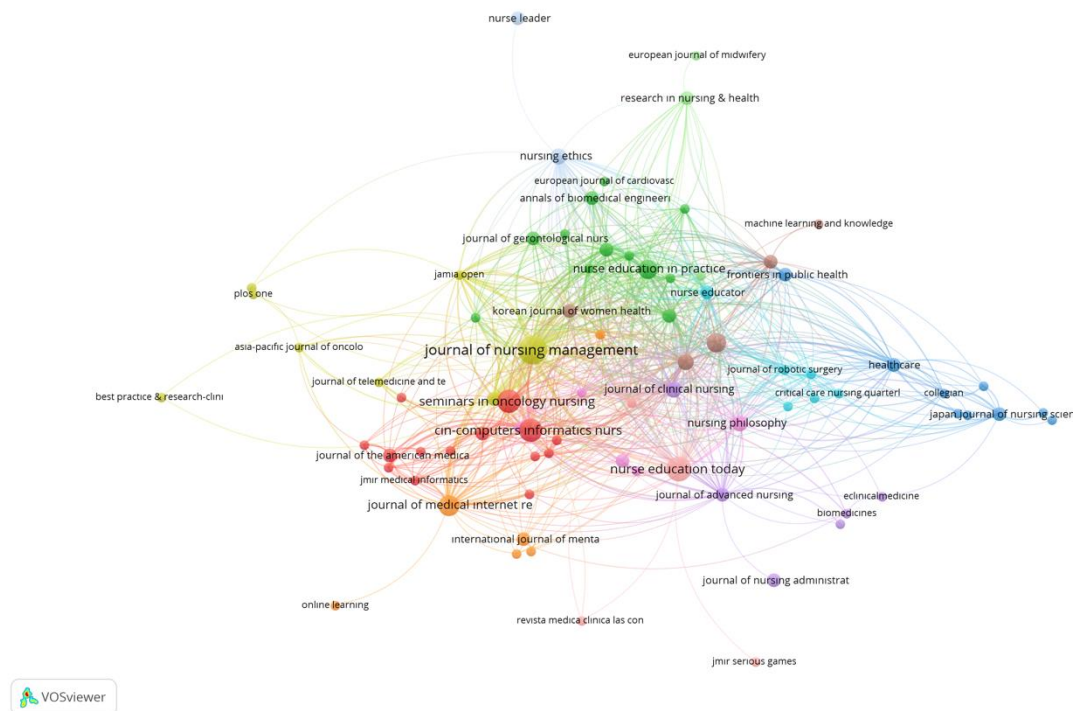 nurse leader
european journal of midwifery
research in nursing & health
nursing ethics
european journal of cardiovasc
annals of biomedical engineeri
machine learning and knowledge
journal of gerontological nurs
nurse education in practice
jamia open
frontiers in public health
plos one
nurse educator
korean journal of women health
asia-pacific journal of oncolo
journal of nursing management
healthcare
journal of robotic surgery
journal of telemedicine and te
journal of clinical nursing
best practice & research-clini
critical care nursing quarterl
collegian
seminars in oncology nursing
japan journal of nursing scien
nursing philosophy
cin-computers informatics nurs
journal of the american medica
nurse education today
jmir medical informatics
journal of advanced nursing
eclinicalmedicine
journal of medical internet re
biomedicines
international journal of menta
journal of nursing administrat
online learning
revista medica clinica las con
jmir serious games
VOSviewer